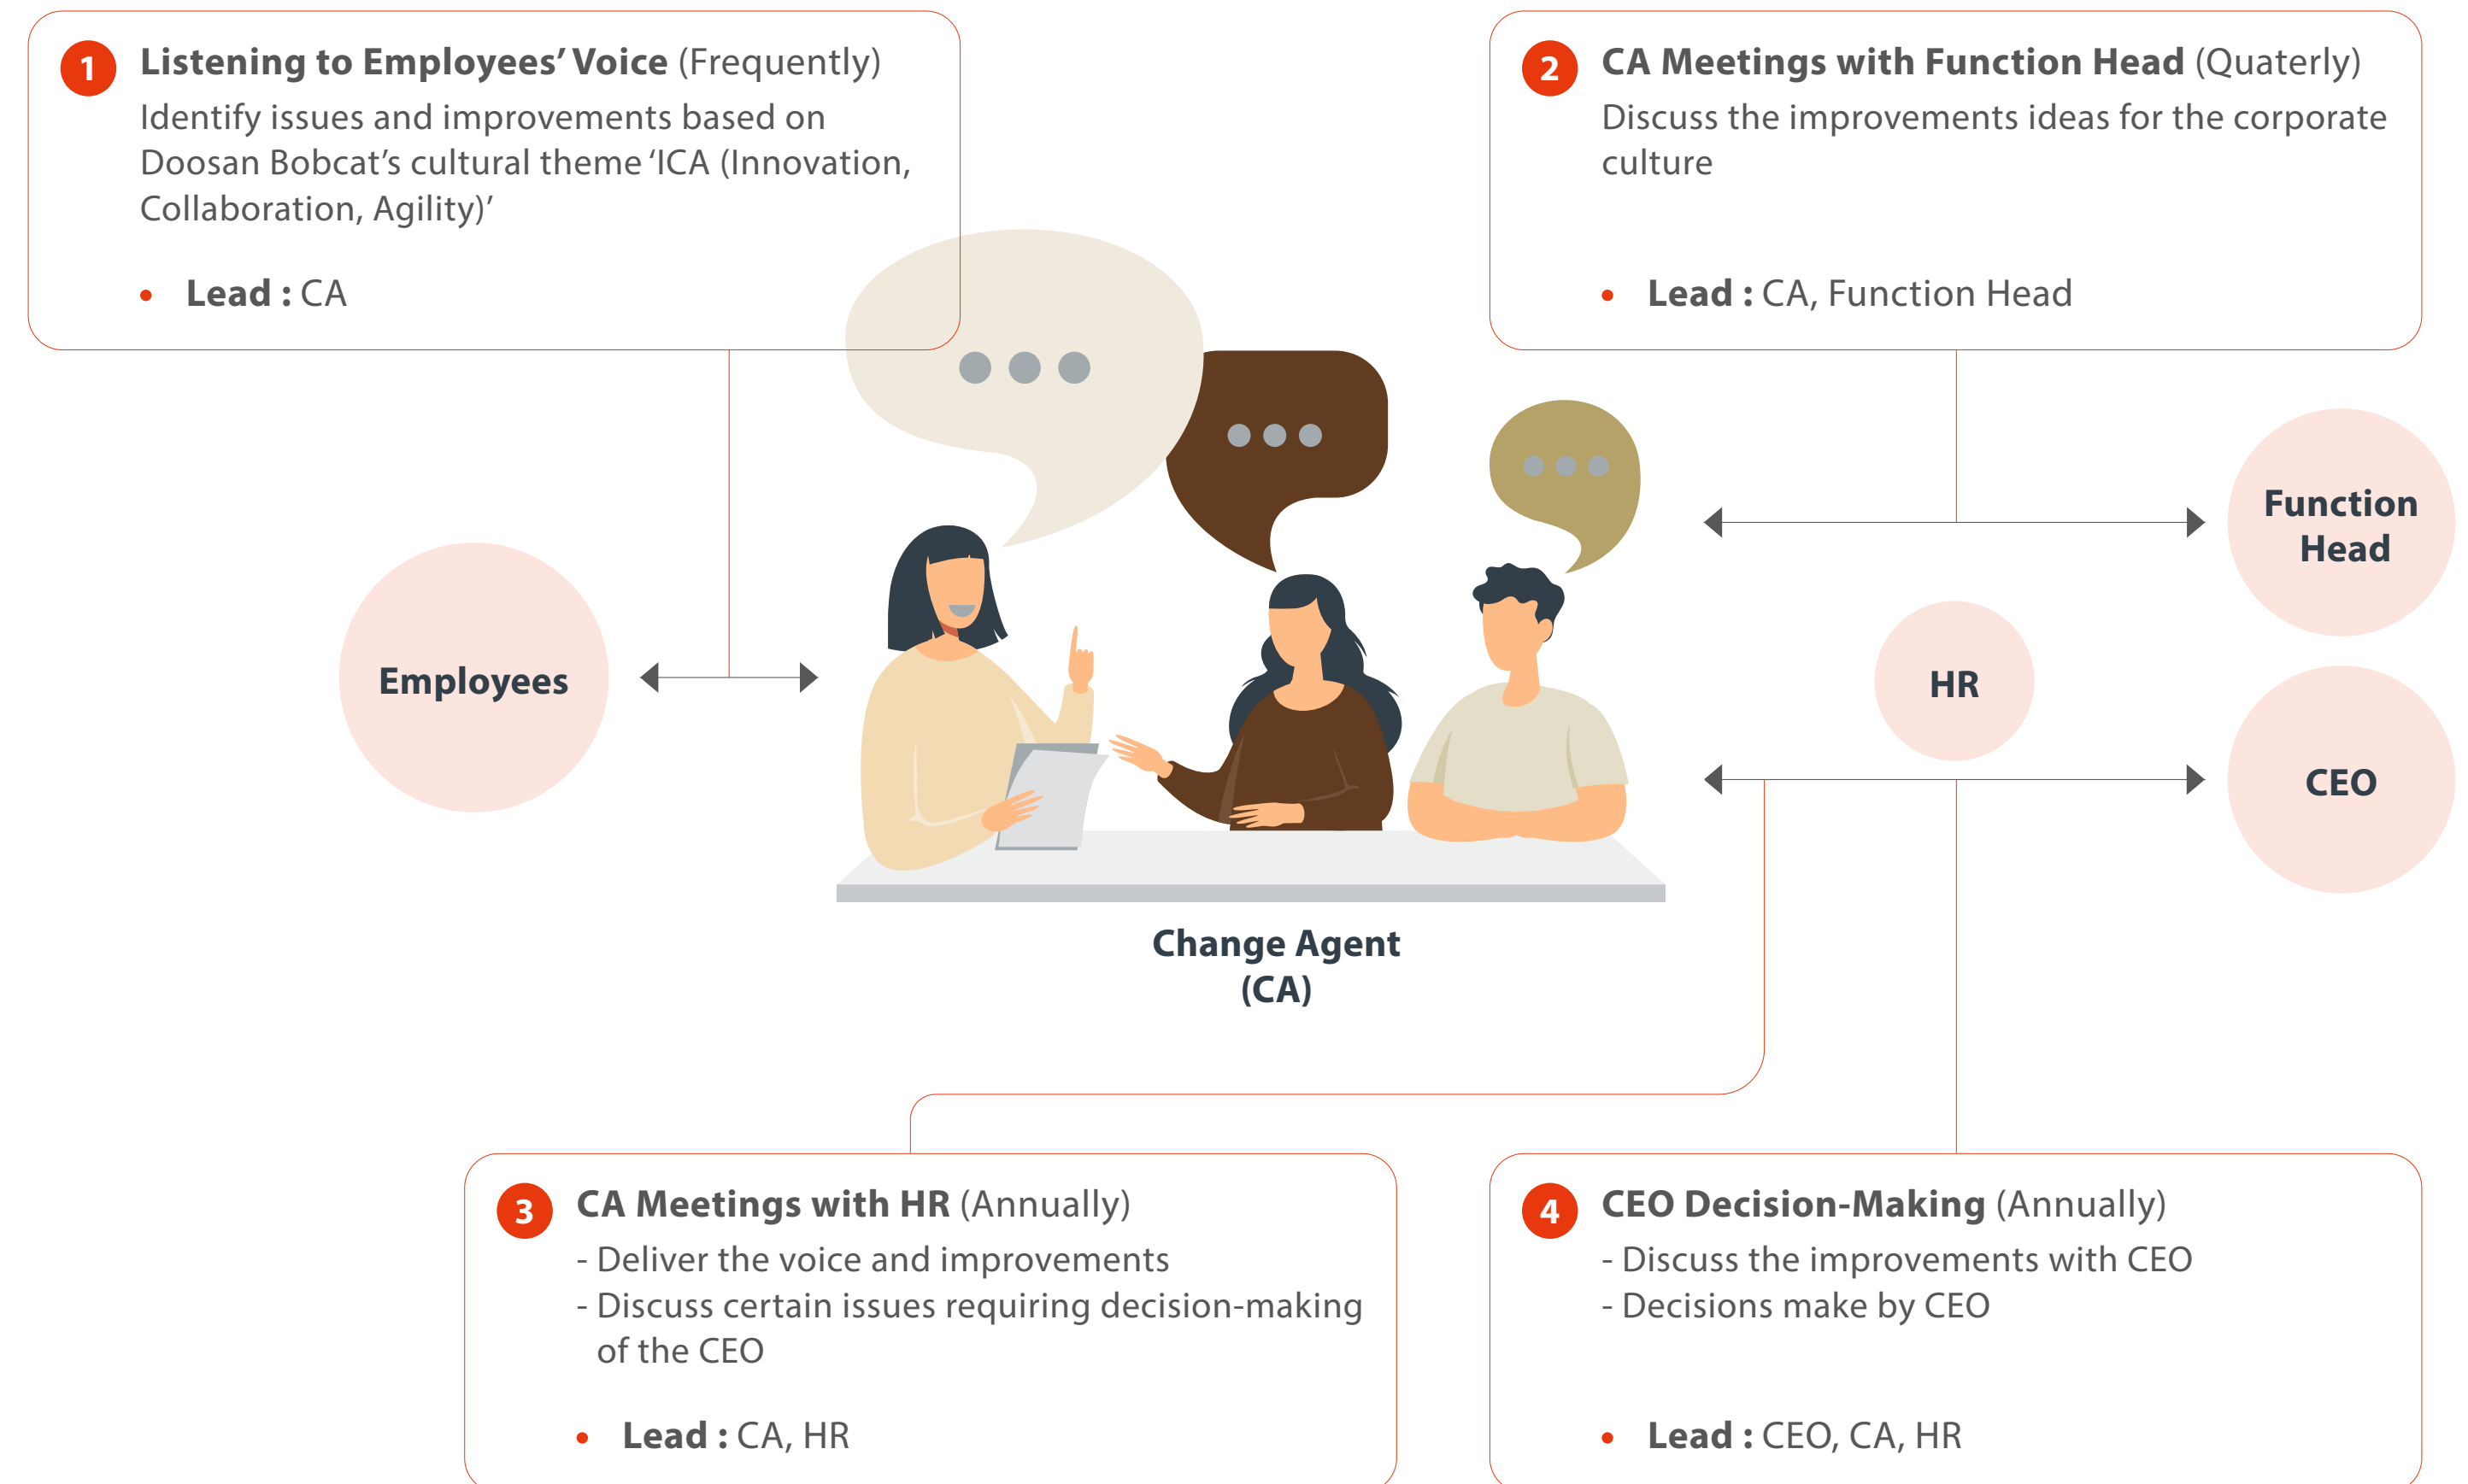 1 Listening to Employees’ Voice (Frequently)
Identify issues and improvements based on
Doosan Bobcat’s cultural theme ‘ICA (Innovation,
Collaboration, Agility)’
• Lead : CA
2 CA Meetings with Function Head (Quaterly)
Discuss the improvements ideas for the corporate
culture
• Lead : CA, Function Head
Employees
Function
Head
HR
CEO
Change Agent
(CA)
3 CA Meetings with HR (Annually)
- Deliver the voice and improvements
- Discuss certain issues requiring decision-making
of the CEO
• Lead : CA, HR
4 CEO Decision-Making (Annually)
- Discuss the improvements with CEO
- Decisions make by CEO
• Lead : CEO, CA, HR